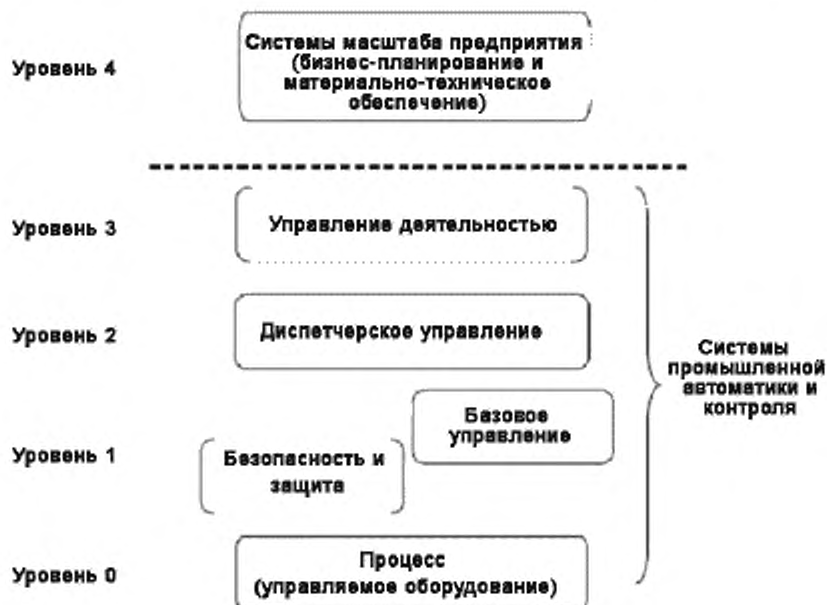 Уровень 4
Системы масштаба предприятия
(бизнес-планирование и
материально-техническое
обеспечение)
Уровень 3
Управление деятельностью
Уровень 2
Диспетчерское управление
Системы
промышленной
автоматики и
контроля
Уровень 1
Базовое
управление
Безопасность и
защита
Уровень 0
Процесс
(управляемое оборудование)